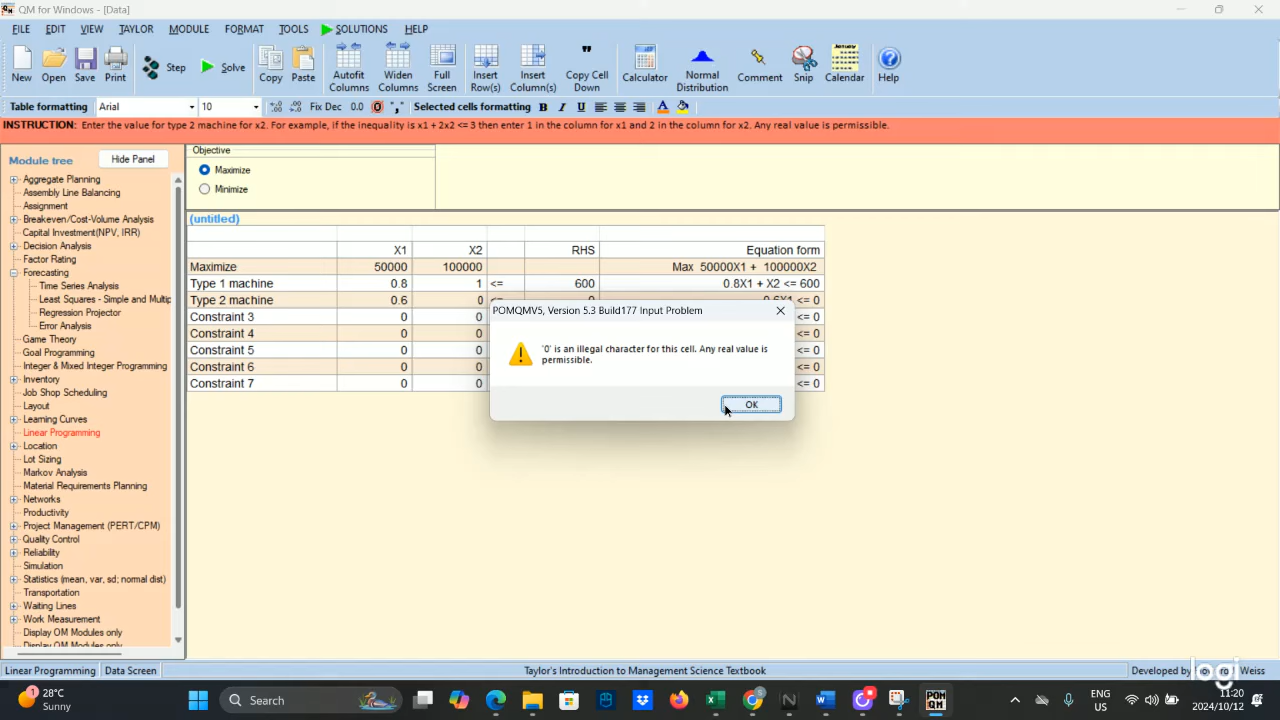 QM for Windows - [Data]
FILE EDIT VIEW TAYLOR MODULE FORMAT TOOLS SOLUTIONS HELP
New Open Save Print Step Solve Copy Paste Autofit Columns Widen Columns Full Screen Insert Row(s) Insert Column(s) Copy Cell Down Calculator Normal Distribution Comment Snip Calendar Help
Table formatting Arial 10 Fix Dec 0.0 Selected cells formatting B I U A
INSTRUCTION: Enter the value for type 2 machine for x2. For example, if the inequality is x1 + 2x2 <= 3 then enter 1 in the column for x1 and 2 in the column for x2. Any real value is permissible.
Module tree
Hide Panel
Aggregate Planning
Assembly Line Balancing
Assignment
Breakeven/Cost-Volume Analysis
Capital Investment(NPV, IRR)
Decision Analysis
Factor Rating
Forecasting
Time Series Analysis
Least Squares - Simple and Multip
Regression Projector
Error Analysis
Game Theory
Goal Programming
Integer & Mixed Integer Programming
Inventory
Job Shop Scheduling
Layout
Learning Curves
Linear Programming
Location
Lot Sizing
Markov Analysis
Material Requirements Planning
Networks
Productivity
Project Management (PERT/CPM)
Quality Control
Reliability
Simulation
Statistics (mean, var, sd; normal dist)
Transportation
Waiting Lines
Work Measurement
Display OM Modules only
Objective
Maximize
Minimize
(untitled)
X1 X2 RHS Equation form
Maximize 50000 100000 Max 50000X1 + 100000X2
Type 1 machine 0.8 1 <= 600 0.8X1 + X2 <= 600
Type 2 machine 0.6 0 <= 0 0.6X1 <= 0
Constraint 3 0 0 <= 0
Constraint 4 0 0 <= 0
Constraint 5 0 0 <= 0
Constraint 6 0 0 <= 0
Constraint 7 0 0 <= 0
POMQMV5, Version 5.3 Build177 Input Problem
'0' is an illegal character for this cell. Any real value is
permissible.
OK
Linear Programming Data Screen Taylor's Introduction to Management Science Textbook Developed by Weiss
logi
28°C
Sunny
Search
POM
QM
ENG
US
11:20
2024/10/12